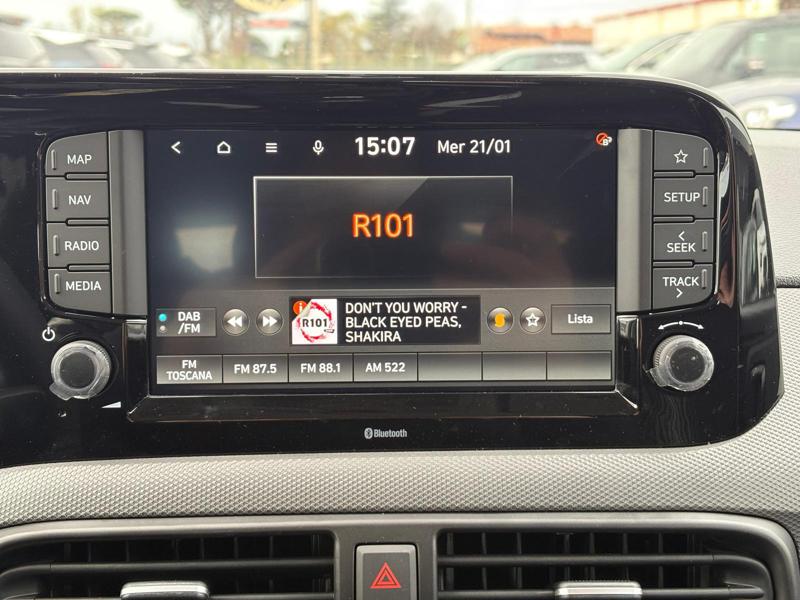 15:07 Mer 21/01
MAP
NAV
RADIO
MEDIA
R101
SETUP
SEEK
TRACK
DAB
/FM
R101
DON'T YOU WORRY -
BLACK EYED PEAS,
SHAKIRA
Lista
FM
TOSCANA
FM 87.5
FM 88.1
AM 522
Bluetooth